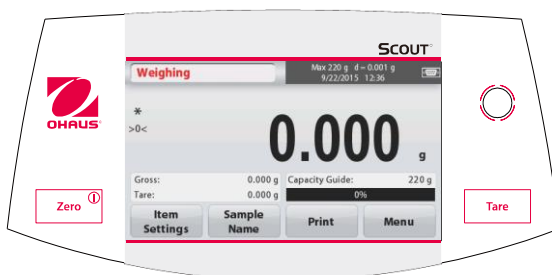 SCOUT
Weighing
Max 220 g d = 0.001 g
9/22/2015 12:36
OHAUS
*
>0<
0.000 g
Gross: 0.000 g
Tare: 0.000 g
Capacity Guide: 220 g
0%
Zero
Item Settings
Sample Name
Print
Menu
Tare